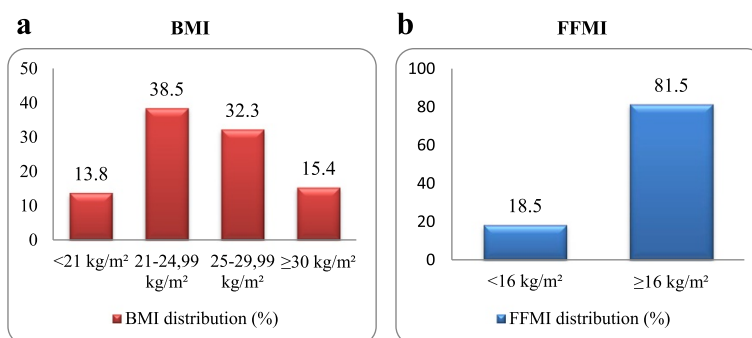 a
BMI
50
40
30
20
10
0
13.8
38.5
32.3
15.4
<21 kg/m²
21-24,99
kg/m²
25-29,99
kg/m²
≥30 kg/m²
BMI distribution (%)
b
FFMI
100
80
60
40
20
0
18.5
81.5
<16 kg/m²
≥16 kg/m²
FFMI distribution (%)